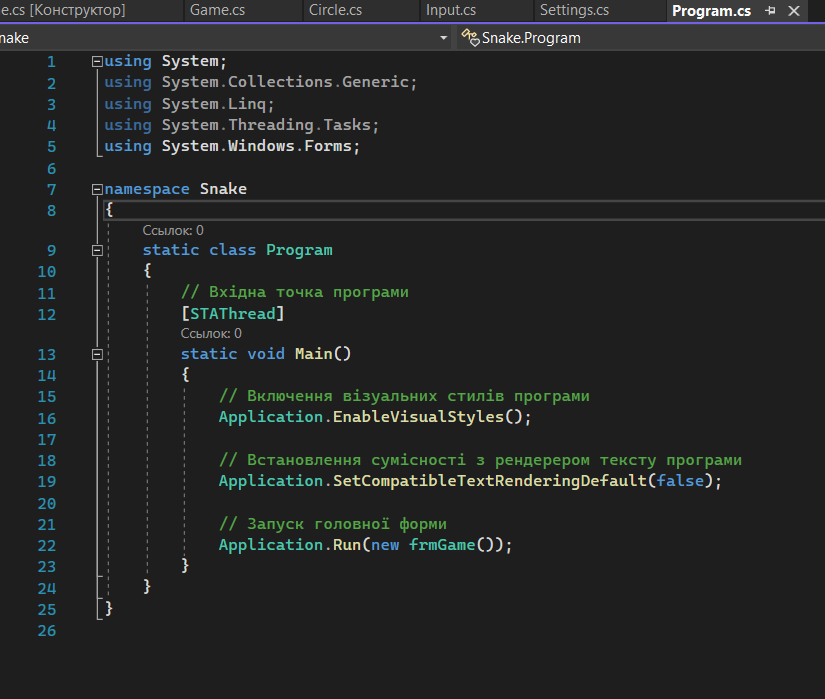 e.cs [Конструктор] Game.cs Circle.cs Input.cs Settings.cs Program.cs
nake Snake.Program
1 using System;
2 using System.Collections.Generic;
3 using System.Linq;
4 using System.Threading.Tasks;
5 using System.Windows.Forms;
6
7 namespace Snake
8 {
Ссылок: 0
9 static class Program
10 {
11 // Вхідна точка програми
12 [STAThread]
Ссылок: 0
13 static void Main()
14 {
15 // Включення візуальних стилів програми
16 Application.EnableVisualStyles();
17
18 // Встановлення сумісності з рендерером тексту програми
19 Application.SetCompatibleTextRenderingDefault(false);
20
21 // Запуск головної форми
22 Application.Run(new frmGame());
23 }
24 }
25 }
26